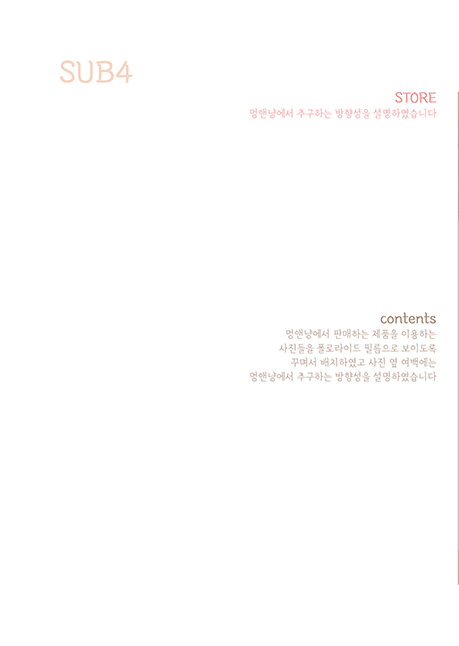 SUB4
STORE
멍앤냥에서 추구하는 방향성을 설명하였습니다
contents
멍앤냥에서 판매하는 제품을 이용하는
사진들을 폴로라이드 필름으로 보이도록
꾸며서 배치하였고 사진 옆 여백에는
멍앤냥에서 추구하는 방향성을 설명하였습니다